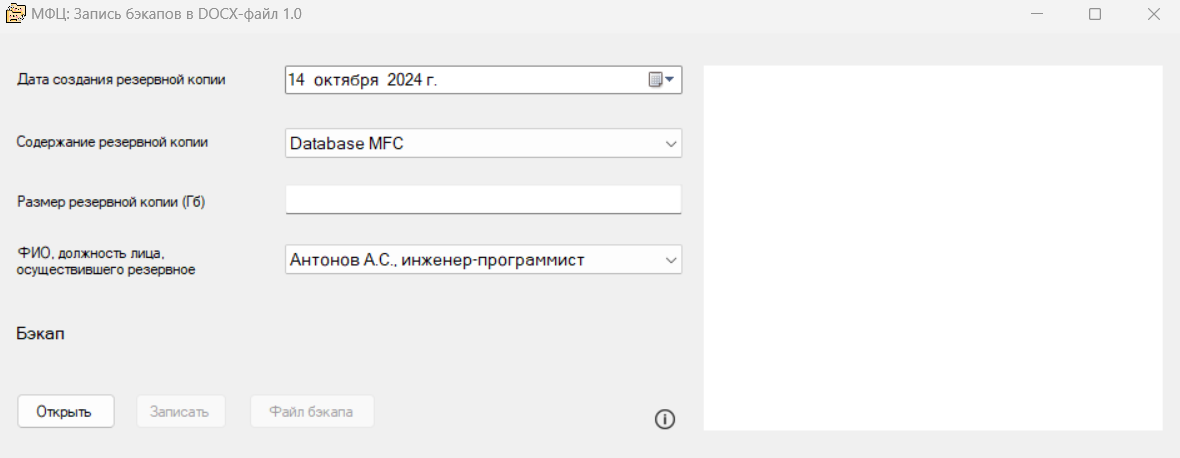 МФЦ: Запись бэкапов в DOCX-файл 1.0
Дата создания резервной копии
14 октября 2024 г.
Содержание резервной копии
Database MFC
Размер резервной копии (Гб)
ФИО, должность лица,
осуществившего резервное
Антонов А.С., инженер-программист
Бэкап
Открыть
Записать
Файл бэкапа